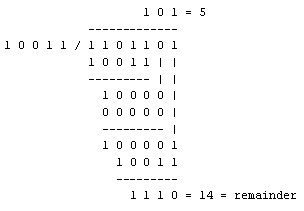 1 0 1 = 5
-------------
1 0 0 1 1 / 1 1 0 1 1 0 1
1 0 0 1 1 | |
--------- | |
1 0 0 0 0 |
0 0 0 0 0 |
--------- |
1 0 0 0 0 1
1 0 0 1 1
---------
1 1 1 0 = 14 = remainder